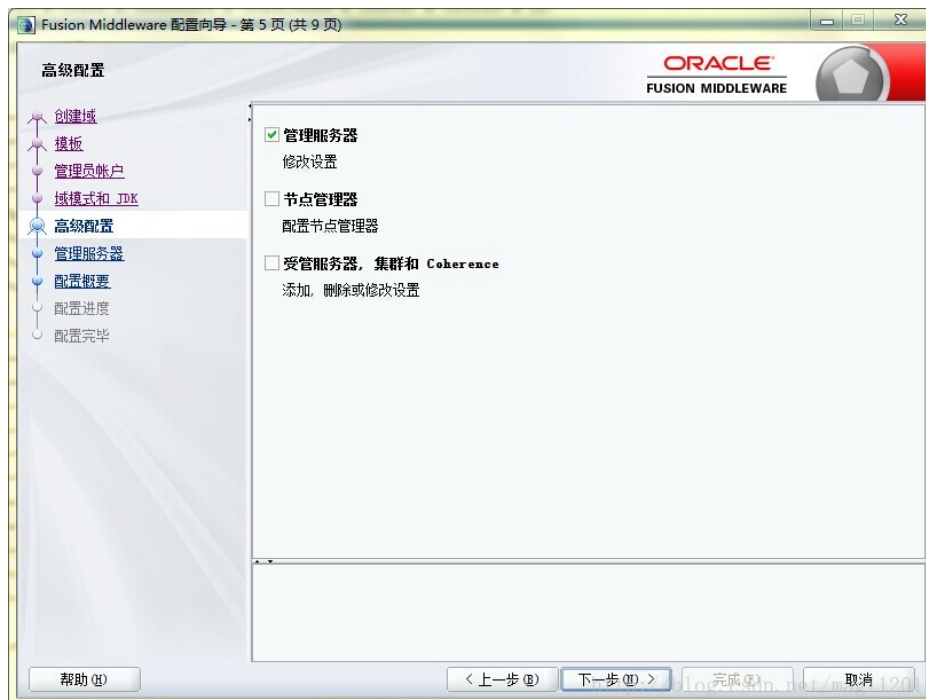 Fusion Middleware 配置向导 - 第 5 页 (共 9 页)
高级配置
ORACLE
FUSION MIDDLEWARE
创建域
模板
管理员帐户
域模式和 JDK
高级配置
管理服务器
配置概要
配置进度
配置完毕
管理服务器
修改设置
节点管理器
配置节点管理器
受管服务器, 集群和 Coherence
添加, 删除或修改设置
帮助(H)
< 上一步(B)
下一步(N) >
完成(F)
取消